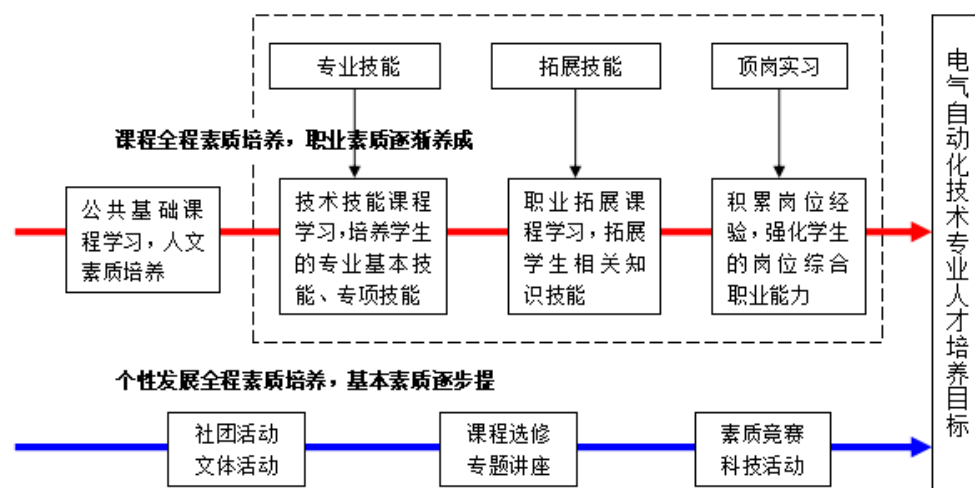 专业技能
拓展技能
顶岗实习
课程全程素质培养，职业素质逐渐养成
公共基础课
程学习，人文
素质培养
技术技能课程
学习，培养学生
的专业基本技
能、专项技能
职业拓展课
程学习，拓展
学生相关知
识技能
积累岗位经
验，强化学生
的岗位综合
职业能力
个性发展全程素质培养，基本素质逐步提
社团活动
文体活动
课程选修
专题讲座
素质竞赛
科技活动
电气自动化技术专业人才培养目标